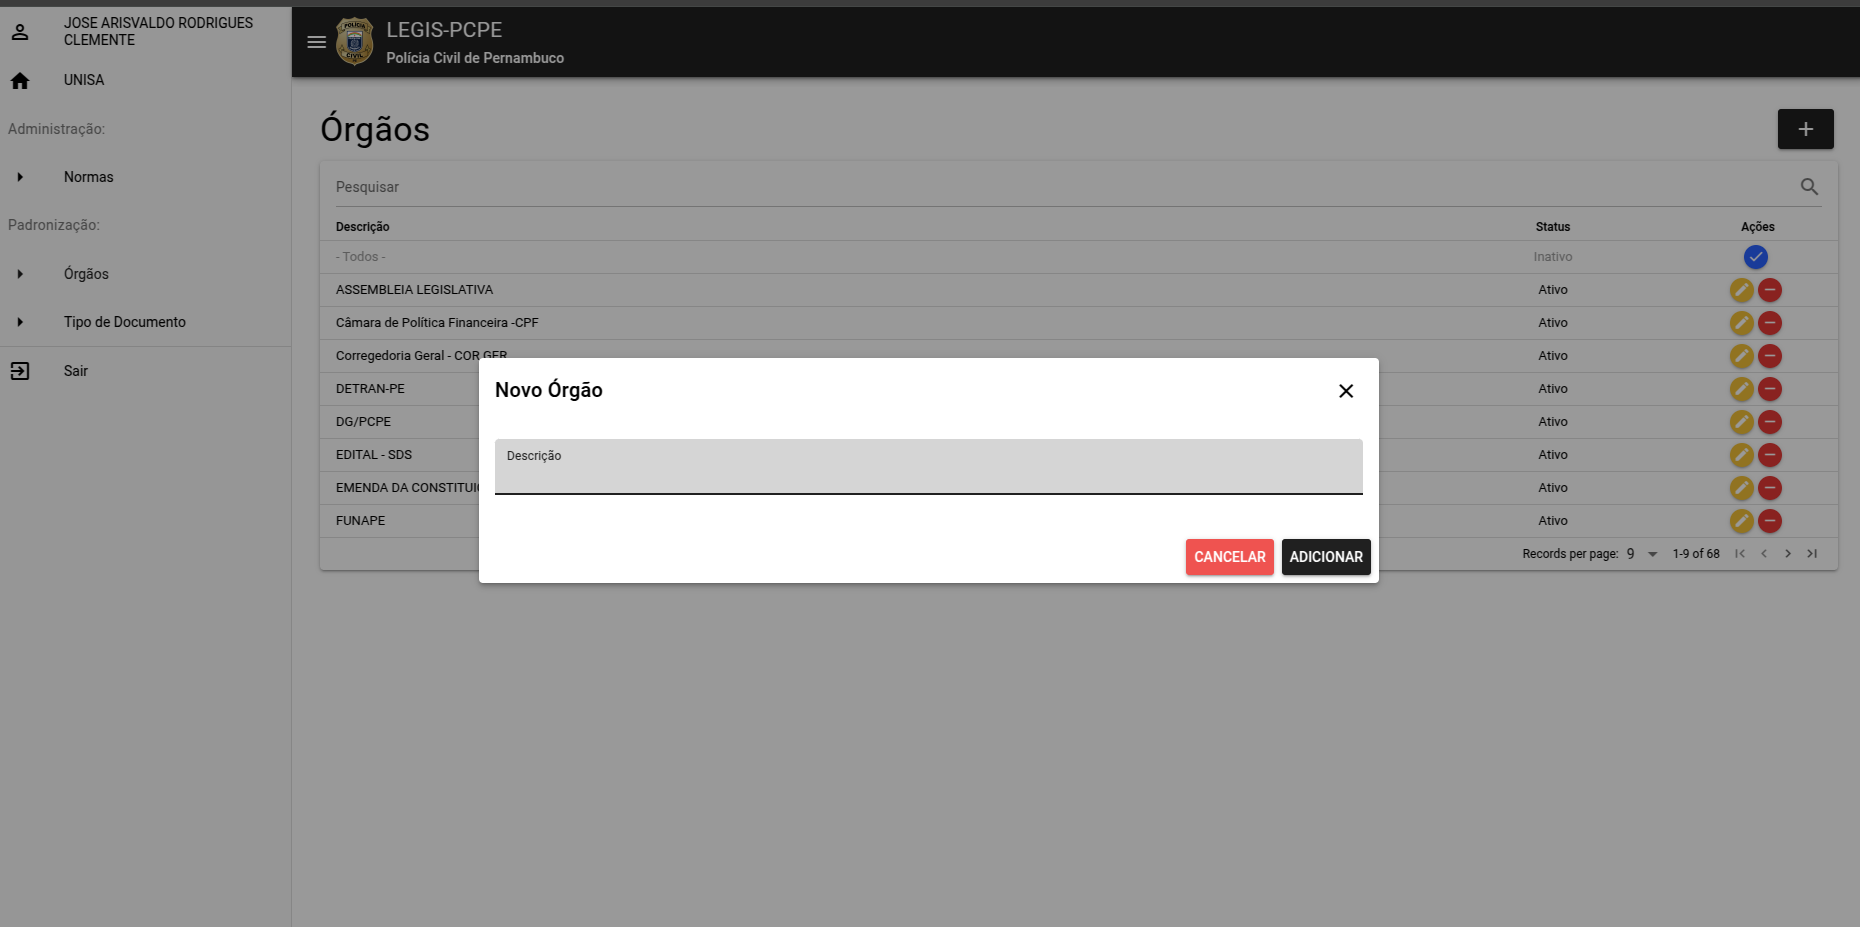 JOSE ARISVALDO RODRIGUES
CLEMENTE
UNISA
Administração:
Normas
Padronização:
Órgãos
Tipo de Documento
Sair
LEGIS-PCPE
Polícia Civil de Pernambuco
POLÍCIA
CIVIL
Órgãos
+
Pesquisar
Descrição Status Ações
- Todos - Inativo
ASSEMBLEIA LEGISLATIVA Ativo
Câmara de Política Financeira -CPF Ativo
Corregedoria Geral - COR.GER Ativo
DETRAN-PE Ativo
DG/PCPE Ativo
EDITAL - SDS Ativo
EMENDA DA Ativo
FUNAPE Ativo
Records per page: 9 1-9 of 68
Novo Órgão
Descrição
CANCELAR ADICIONAR